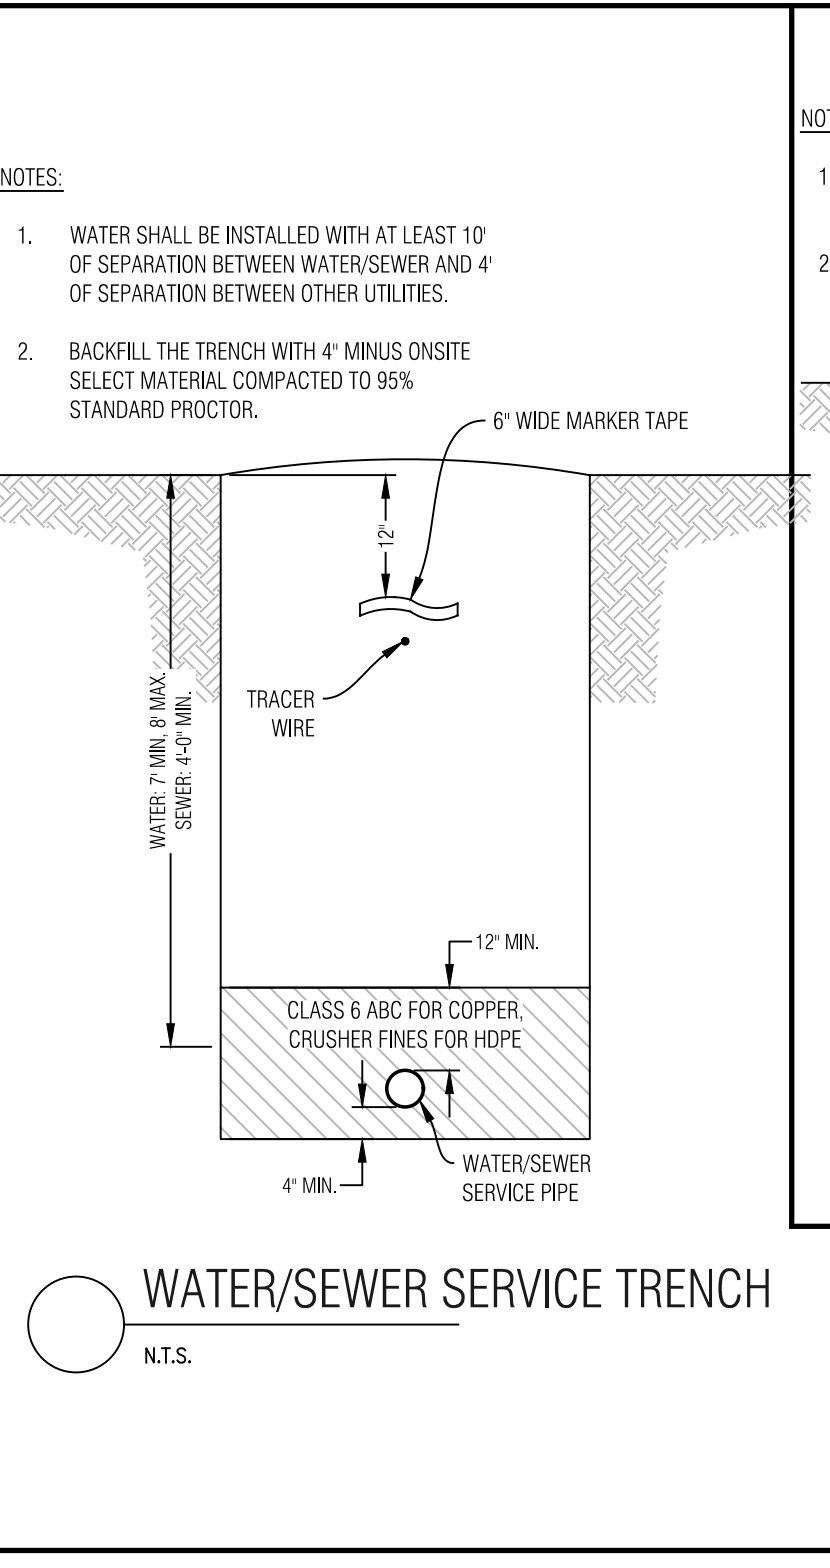 NOTES:
1. WATER SHALL BE INSTALLED WITH AT LEAST 10'
OF SEPARATION BETWEEN WATER/SEWER AND 4'
OF SEPARATION BETWEEN OTHER UTILITIES.
2. BACKFILL THE TRENCH WITH 4" MINUS ONSITE
SELECT MATERIAL COMPACTED TO 95%
STANDARD PROCTOR.
6" WIDE MARKER TAPE
12"
TRACER
WIRE
WATER: 7' MIN, 8' MAX.
SEWER: 4'-0" MIN.
12" MIN.
CLASS 6 ABC FOR COPPER,
CRUSHER FINES FOR HDPE
4" MIN.
WATER/SEWER
SERVICE PIPE
WATER/SEWER SERVICE TRENCH
N.T.S.
1
2